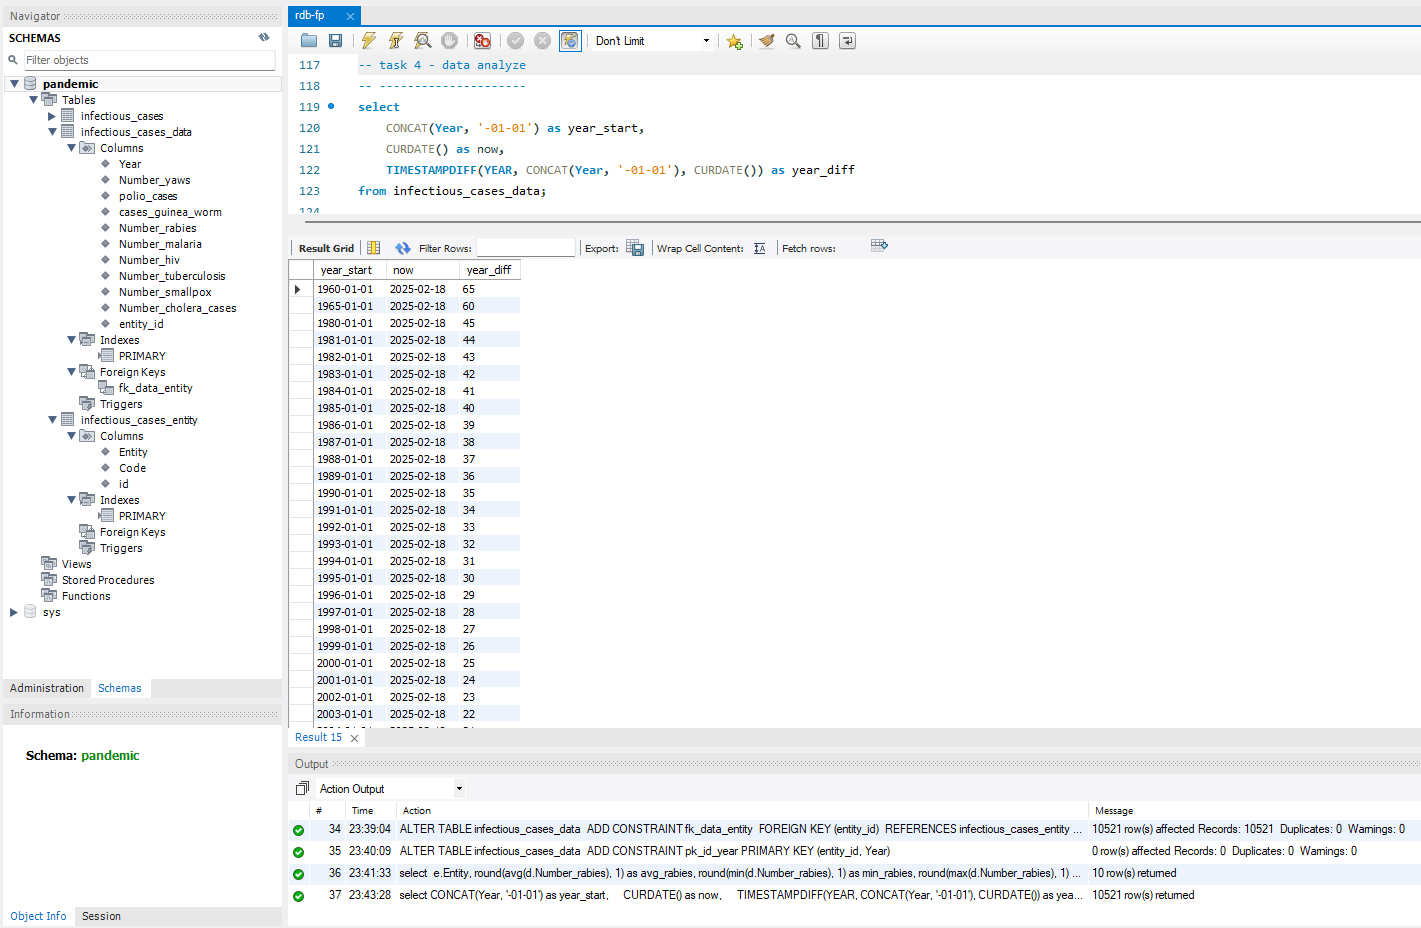 Navigator
SCHEMAS
Filter objects
pandemic
Tables
infectious_cases
infectious_cases_data
Columns
Year
Number_yaws
polio_cases
cases_guinea_worm
Number_rabies
Number_malaria
Number_hiv
Number_tuberculosis
Number_smallpox
Number_cholera_cases
entity_id
Indexes
PRIMARY
Foreign Keys
fk_data_entity
Triggers
infectious_cases_entity
Columns
Entity
Code
id
Indexes
PRIMARY
Foreign Keys
Triggers
Views
Stored Procedures
Functions
sys
Administration Schemas
Information
Schema: pandemic
Object Info Session
rdb-fp
Don't Limit
117 -- task 4 - data analyze
118 -- ---------------------
119 select
120 CONCAT(Year, '-01-01') as year_start,
121 CURDATE() as now,
122 TIMESTAMPDIFF(YEAR, CONCAT(Year, '-01-01'), CURDATE()) as year_diff
123 from infectious_cases_data;
124
Result Grid Filter Rows: Export: Wrap Cell Content: Fetch rows:
year_start now year_diff
1960-01-01 2025-02-18 65
1965-01-01 2025-02-18 60
1980-01-01 2025-02-18 45
1981-01-01 2025-02-18 44
1982-01-01 2025-02-18 43
1983-01-01 2025-02-18 42
1984-01-01 2025-02-18 41
1985-01-01 2025-02-18 40
1986-01-01 2025-02-18 39
1987-01-01 2025-02-18 38
1988-01-01 2025-02-18 37
1989-01-01 2025-02-18 36
1990-01-01 2025-02-18 35
1991-01-01 2025-02-18 34
1992-01-01 2025-02-18 33
1993-01-01 2025-02-18 32
1994-01-01 2025-02-18 31
1995-01-01 2025-02-18 30
1996-01-01 2025-02-18 29
1997-01-01 2025-02-18 28
1998-01-01 2025-02-18 27
1999-01-01 2025-02-18 26
2000-01-01 2025-02-18 25
2001-01-01 2025-02-18 24
2002-01-01 2025-02-18 23
2003-01-01 2025-02-18 22
Result 15
Output
Action Output
# Time Action Message
34 23:39:04 ALTER TABLE infectious_cases_data ADD CONSTRAINT fk_data_entity FOREIGN KEY (entity_id) REFERENCES infectious_cases_entity ... 10521 row(s) affected Records: 10521 Duplicates: 0 Warnings: 0
35 23:40:09 ALTER TABLE infectious_cases_data ADD CONSTRAINT pk_id_year PRIMARY KEY (entity_id, Year) 0 row(s) affected Records: 0 Duplicates: 0 Warnings: 0
36 23:41:33 select e.Entity, round(avg(d.Number_rabies), 1) as avg_rabies, round(min(d.Number_rabies), 1) as min_rabies, round(max(d.Number_rabies), 1) ... 10 row(s) returned
37 23:43:28 select CONCAT(Year, '-01-01') as year_start, CURDATE() as now, TIMESTAMPDIFF(YEAR, CONCAT(Year, '-01-01'), CURDATE()) as yea... 10521 row(s) returned